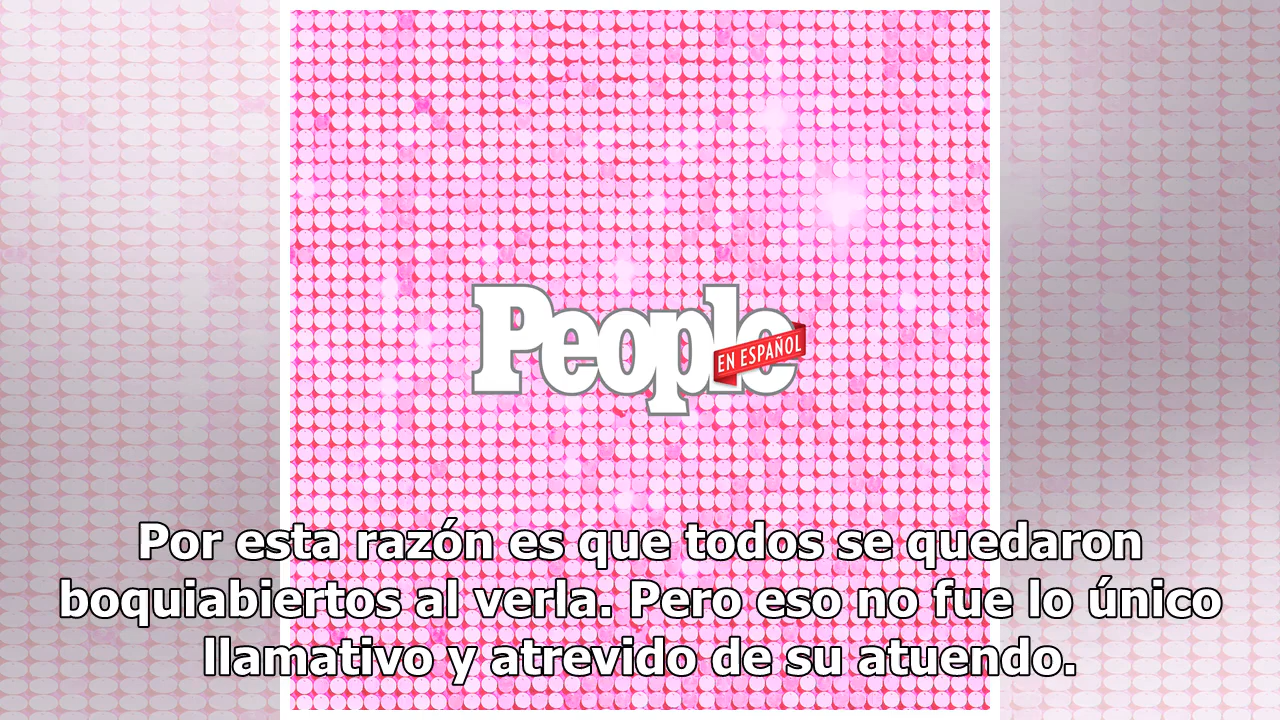 People
EN ESPAÑOL
Por esta razón es que todos se quedaron
boquiabiertos al verla. Pero eso no fue lo único
llamativo y atrevido de su atuendo.